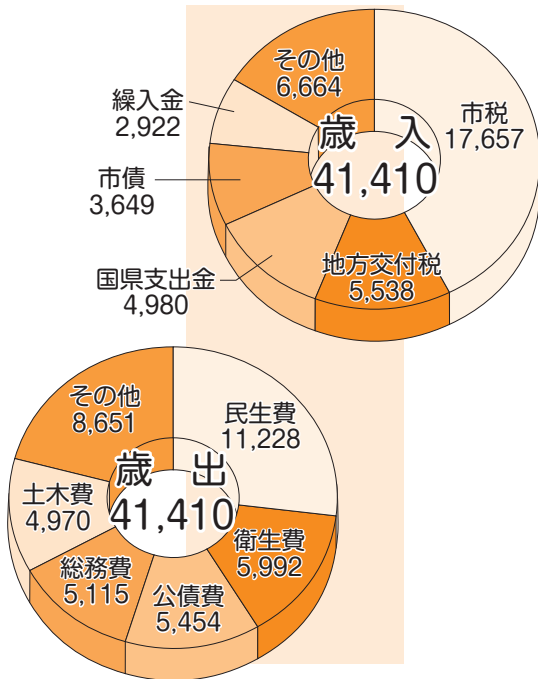 その他
6,664
繰入金
2,922
市債
3,649
国県支出金
4,980
地方交付税
5,538
市税
17,657
歳 入
41,410
その他
8,651
土木費
4,970
総務費
5,115
公債費
5,454
衛生費
5,992
民生費
11,228
歳 出
41,410